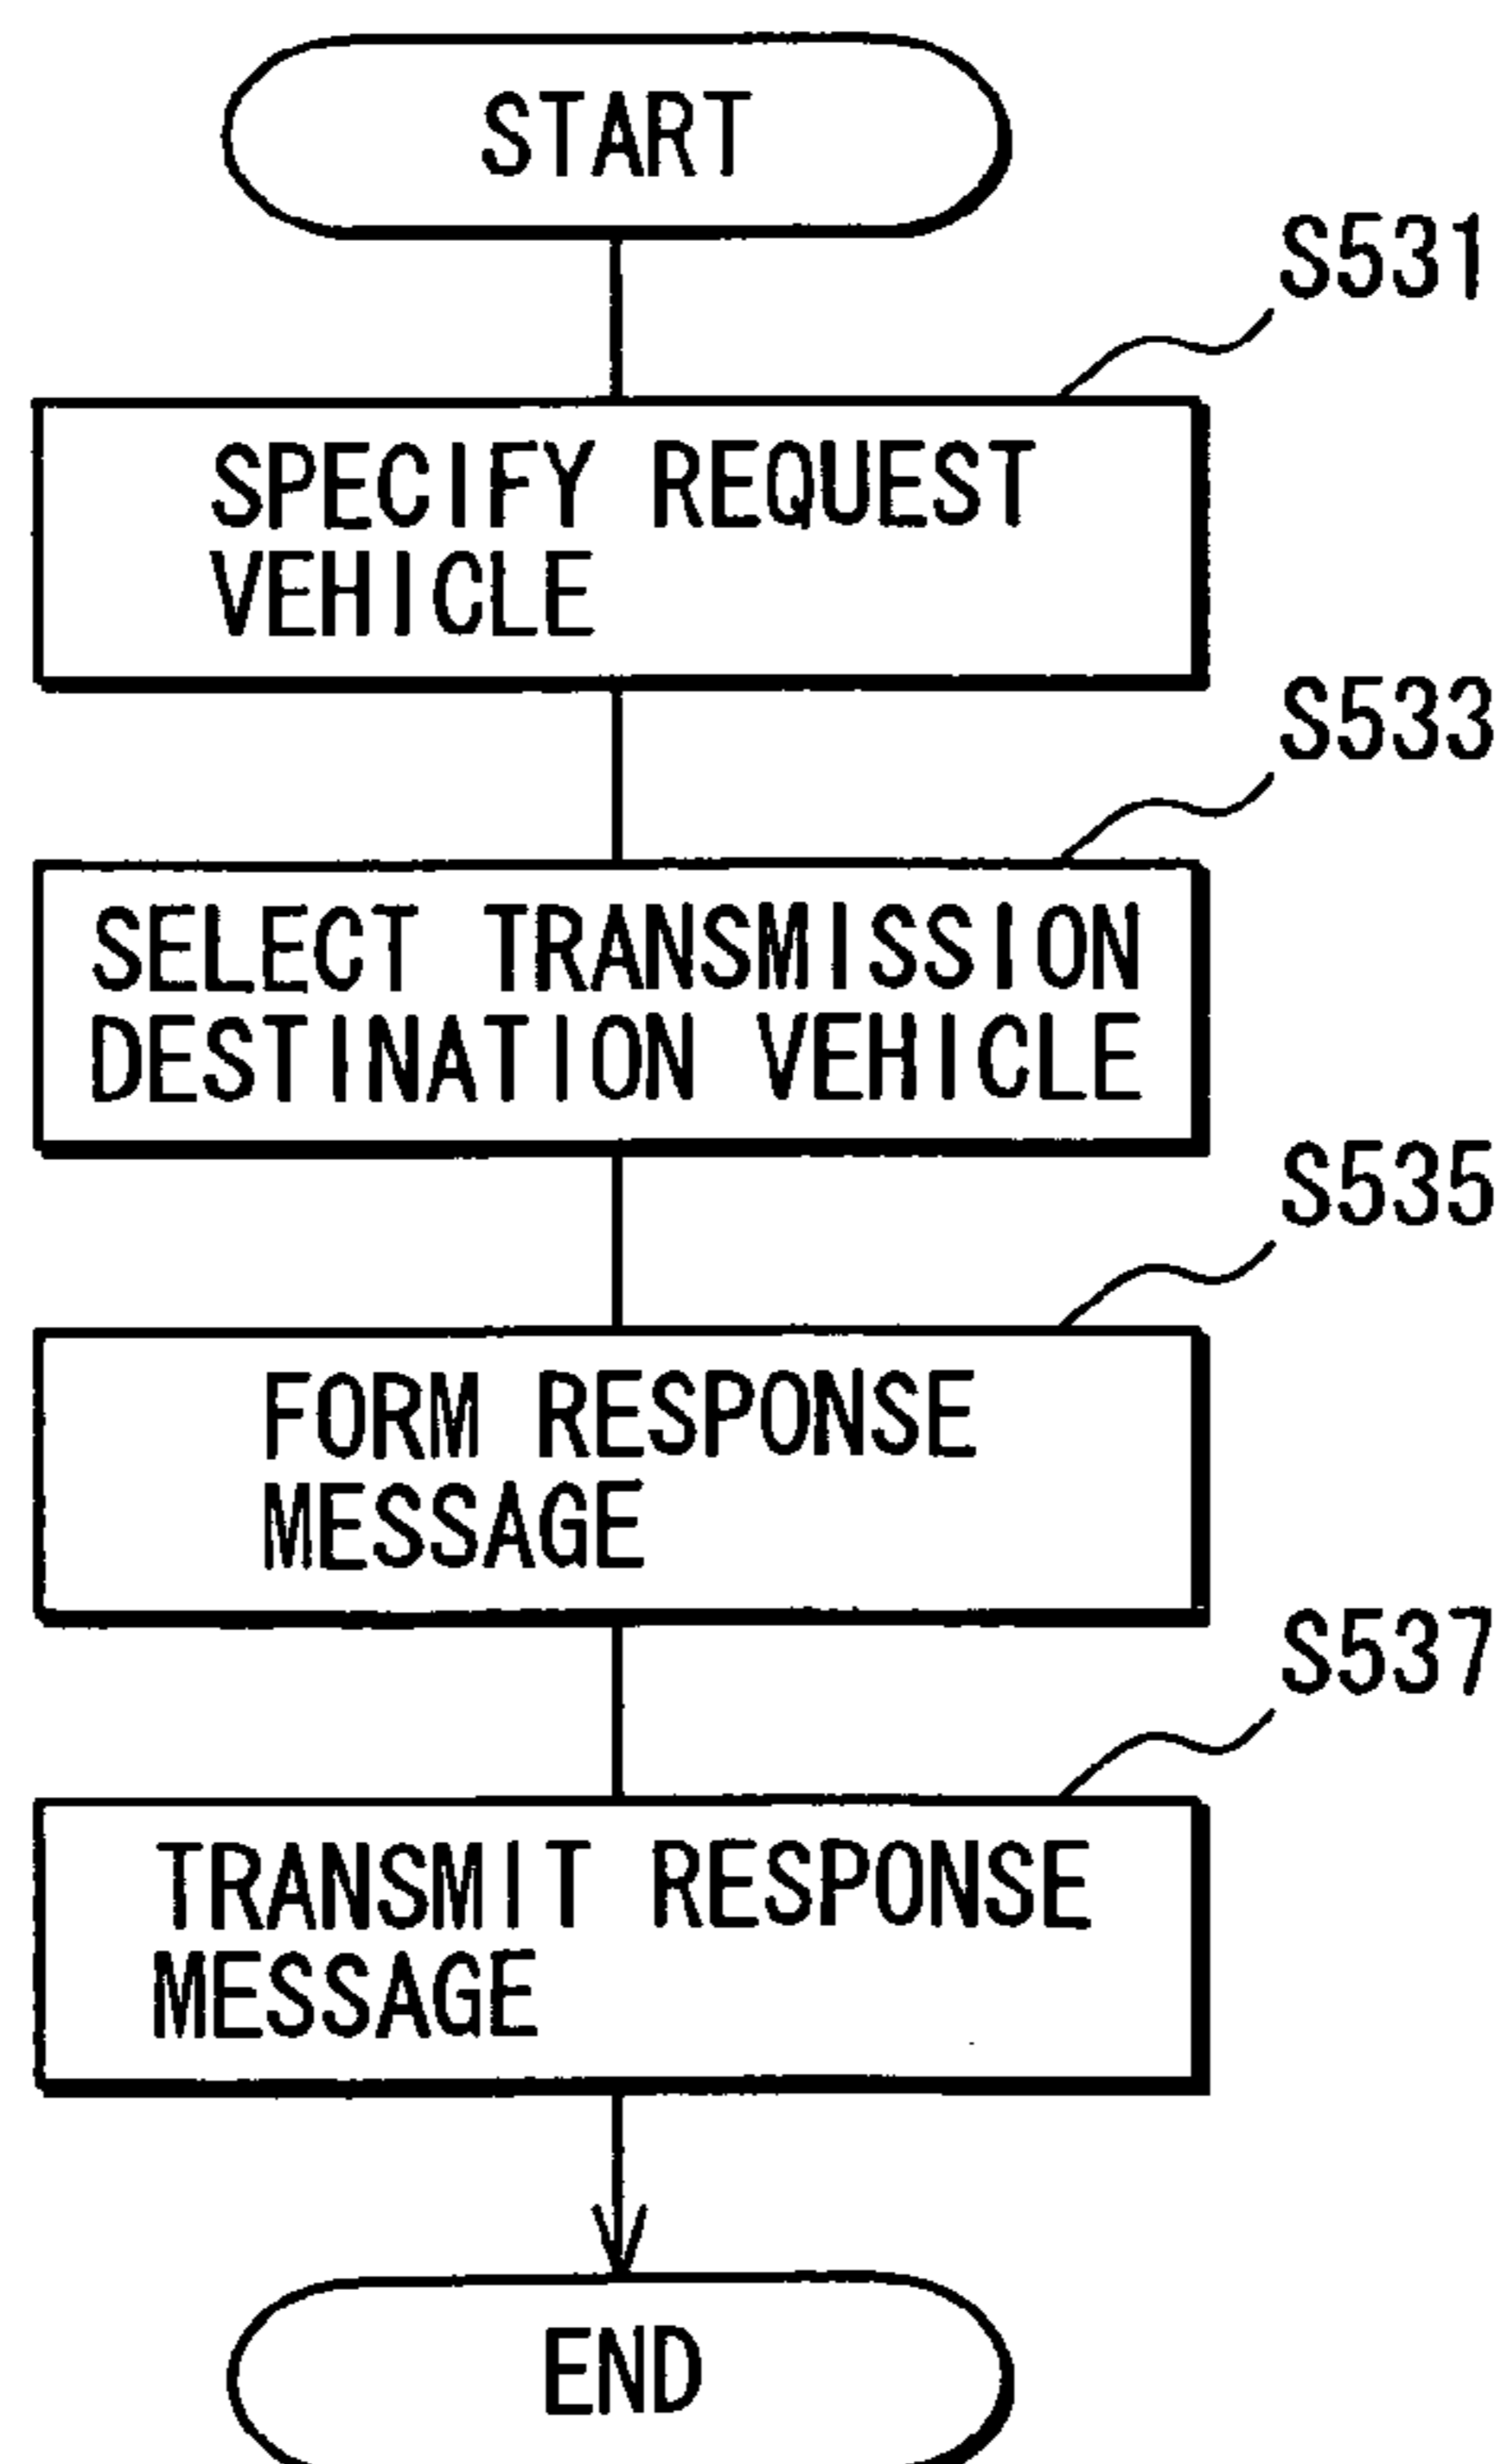 START
S531
SPECIFY REQUEST
VEHICLE
S533
SELECT TRANSMISSION
DESTINATION VEHICLE
S535
FORM RESPONSE
MESSAGE
S537
TRANSMIT RESPONSE
MESSAGE
END